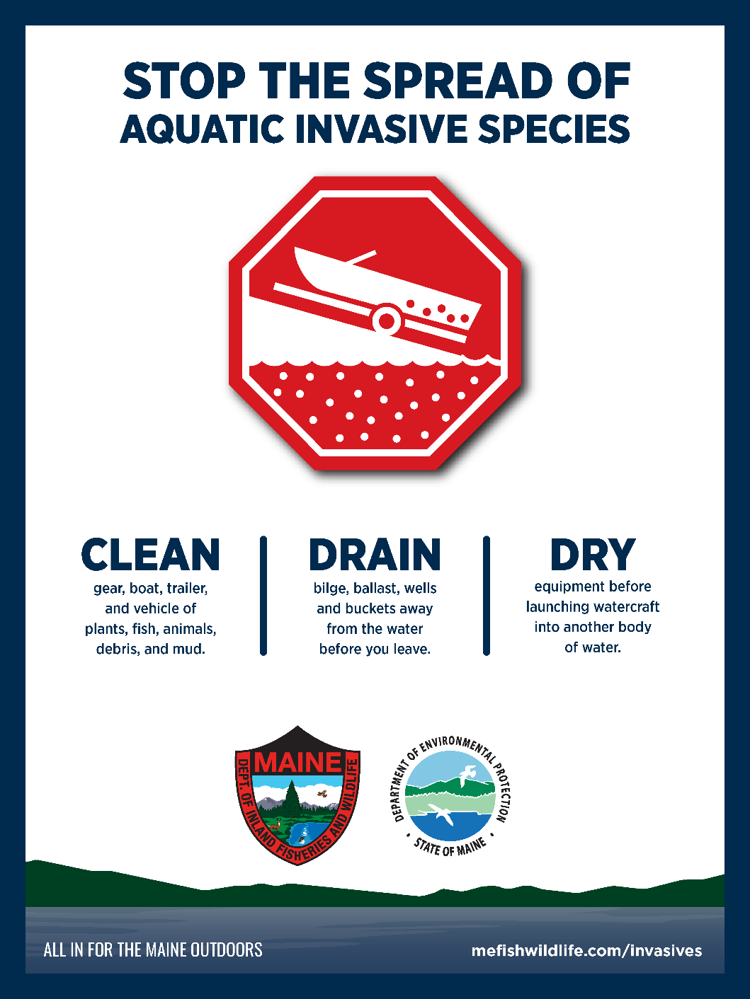 STOP THE SPREAD OF
AQUATIC INVASIVE SPECIES
CLEAN
gear, boat, trailer,
and vehicle of
plants, fish, animals,
debris, and mud.
DRAIN
bilge, ballast, wells
and buckets away
from the water
before you leave.
DRY
equipment before
launching watercraft
into another body
of water.
MAINE
DEPT. OF INLAND FISHERIES AND WILDLIFE
DEPARTMENT OF ENVIRONMENTAL PROTECTION
• STATE OF MAINE •
ALL IN FOR THE MAINE OUTDOORS
mefishwildlife.com/invasives